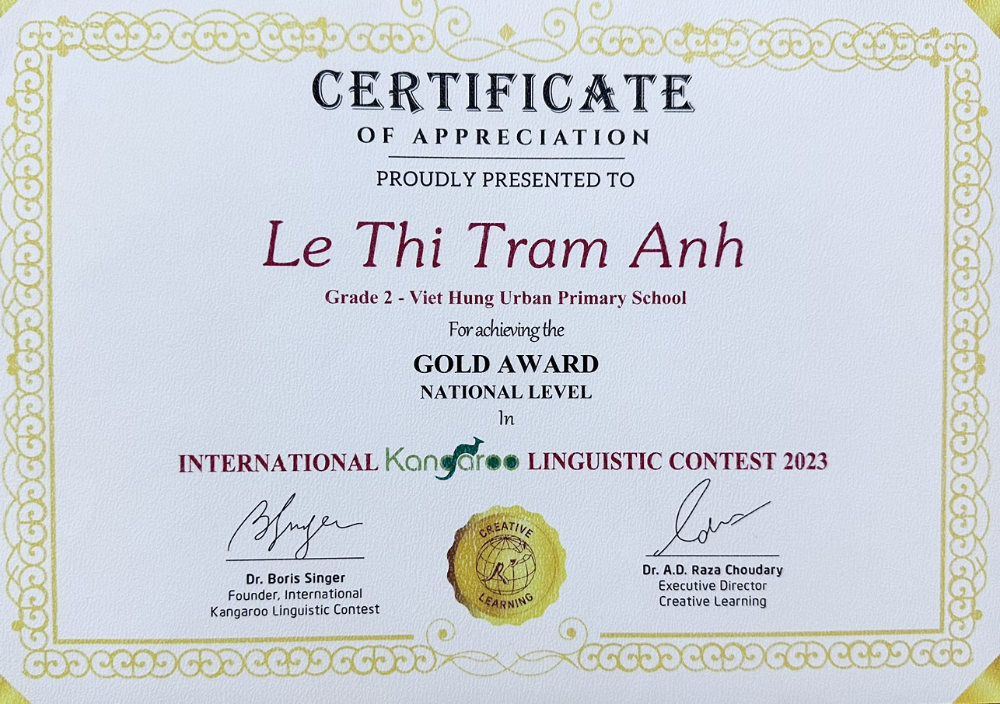 CERTIFICATE
OF APPRECIATION
PROUDLY PRESENTED TO
Le Thi Tram Anh
Grade 2 - Viet Hung Urban Primary School
For achieving the
GOLD AWARD
NATIONAL LEVEL
In
INTERNATIONAL Kangaroo LINGUISTIC CONTEST 2023
Dr. Boris Singer
Founder, International
Kangaroo Linguistic Contest
CREATIVE
LEARNING
Dr. A.D. Raza Choudary
Executive Director
Creative Learning